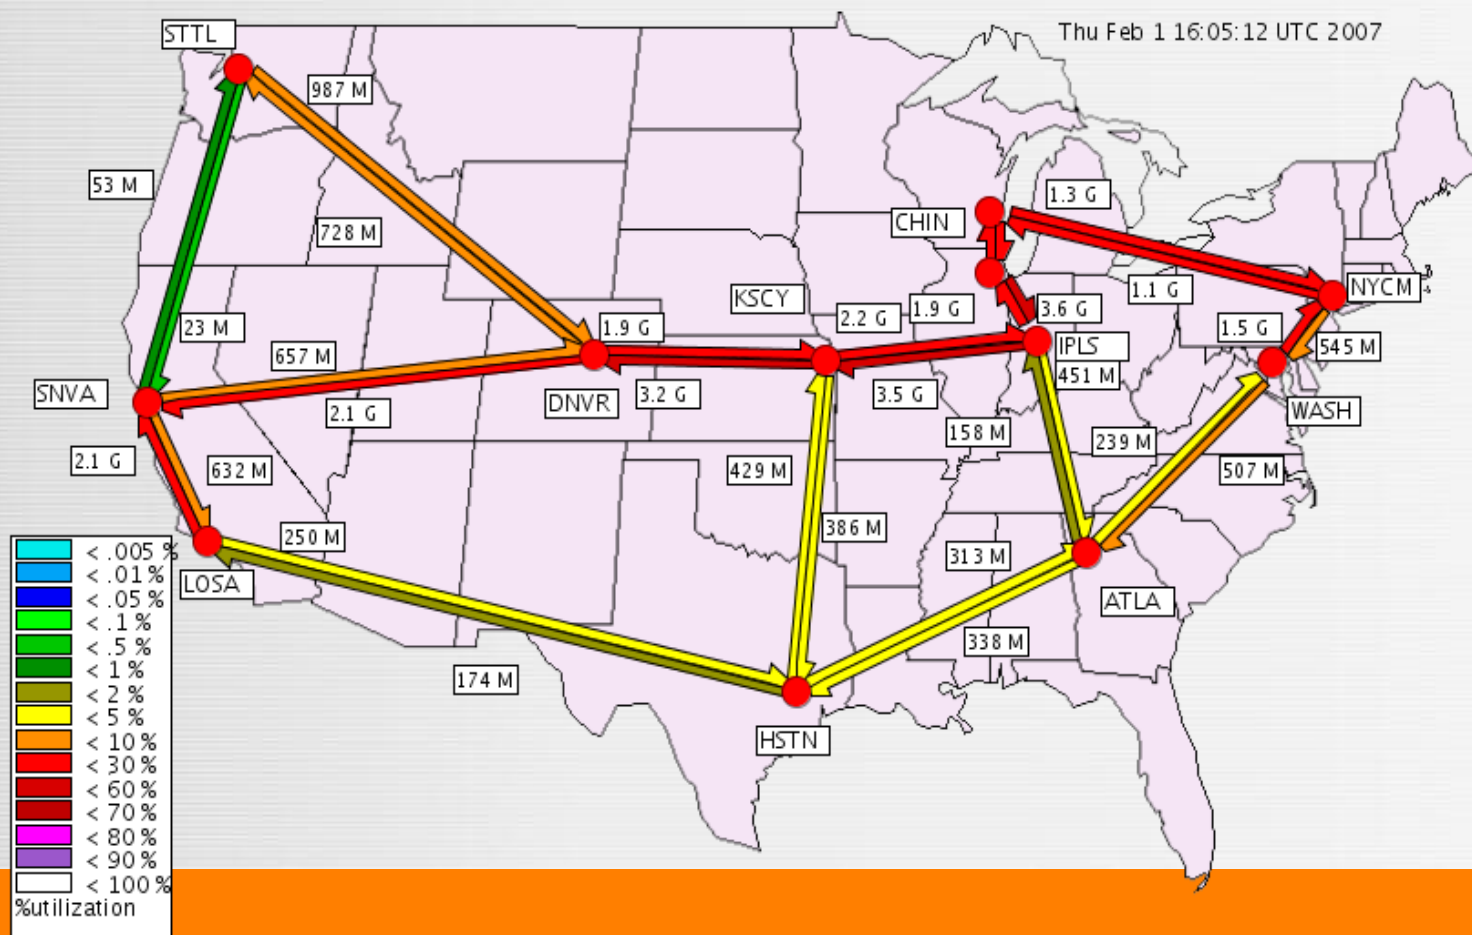 STTL
Thu Feb 1 16:05:12 UTC 2007
987 M
53 M
1.3 G
CHIN
728 M
KSCY
NYCM
1.1 G
2.2 G
1.9 G
3.6 G
23 M
1.9 G
1.5 G
545 M
IPLS
657 M
451 M
SNVA
DNVR
3.2 G
3.5 G
2.1 G
WASH
158 M
239 M
2.1 G
632 M
429 M
507 M
386 M
250 M
313 M
LOSA
ATLA
338 M
174 M
HSTN
< .005 %
< .01%
< .05 %
< .1 %
< .5 %
< 1 %
< 2 %
< 5 %
< 10 %
< 30 %
< 60 %
< 70 %
< 80 %
< 90 %
< 100 %
%utilization